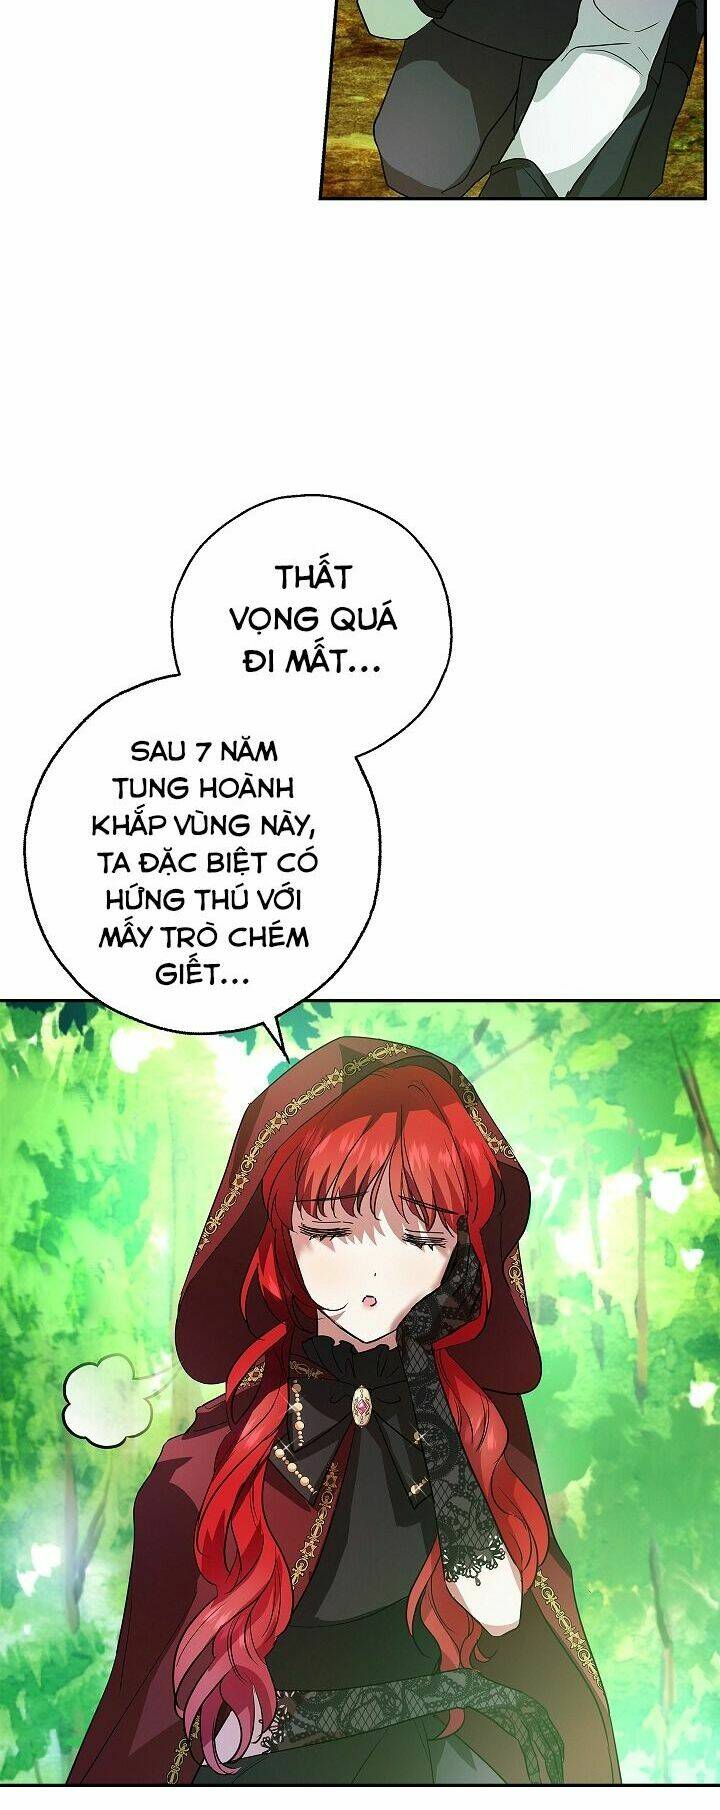 THẤT
VỌNG QUÁ
ĐI MẤT...
SAU 7 NĂM
TUNG HOÀNH
KHẮP VÙNG NÀY,
TA ĐẶC BIỆT CÓ
HỨNG THÚ VỚI
MẤY TRÒ CHÉM
GIẾT...